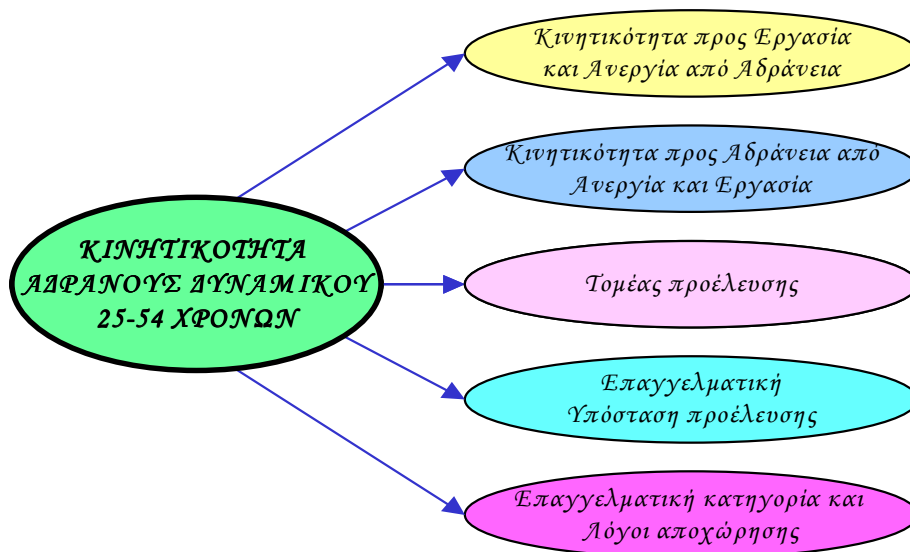 Κινητικότητα προς Εργασία
και Ανεργία από Αδράνεια
Κινητικότητα προς Αδράνεια από
Ανεργία και Εργασία
ΚΙΝΗΤΙΚΟΤΗΤΑ
ΑΔΡΑΝΟΥΣ ΔΥΝΑΜΙΚΟΥ
25-54 ΧΡΟΝΩΝ
Τομέας προέλευσης
Επαγγελματική
Υπόσταση προέλευσης
Επαγγελματική κατηγορία και
Λόγοι αποχώρησης